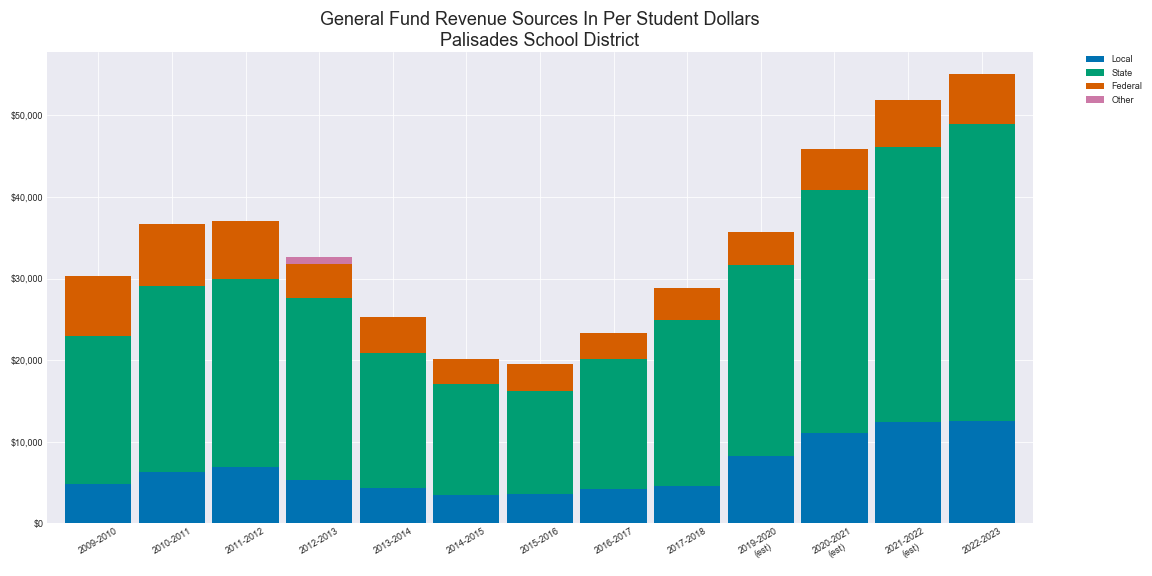 General Fund Revenue Sources In Per Student Dollars
Palisades School District
Local
State
Federal
Other
$50,000
$40,000
$30,000
$20,000
$10,000
$0
2009-2010
2010-2011
2011-2012
2012-2013
2013-2014
2014-2015
2015-2016
2016-2017
2017-2018
2019-2020
(est)
2020-2021
(est)
2021-2022
(est)
2022-2023